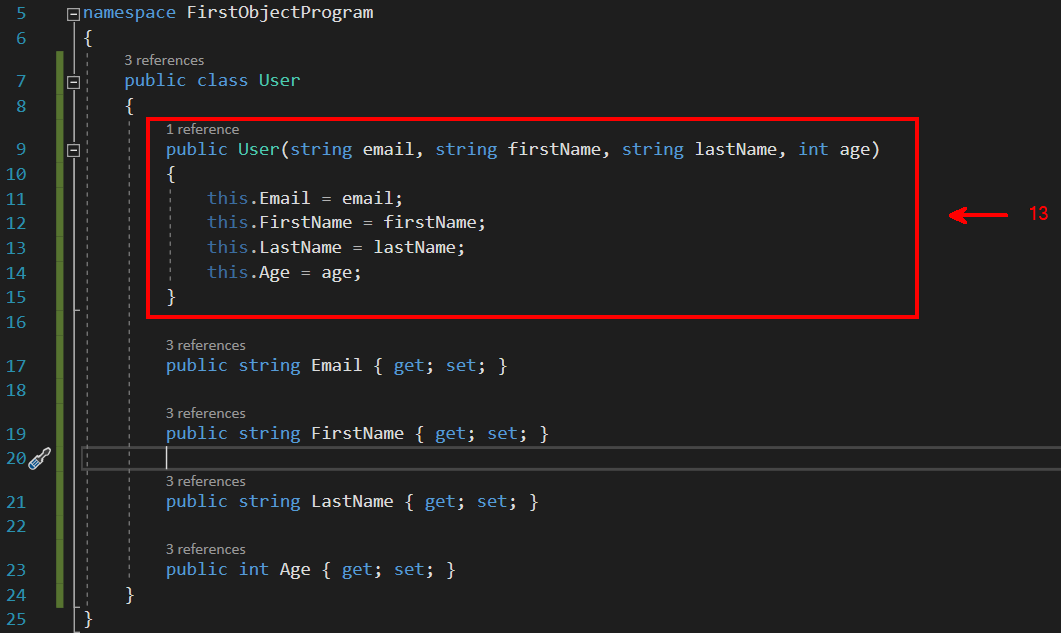 5 namespace FirstObjectProgram
6 {
3 references
7 public class User
8 {
1 reference
9 public User(string email, string firstName, string lastName, int age)
10 {
11 this.Email = email;
12 this.FirstName = firstName;
13 this.LastName = lastName;
14 this.Age = age;
15 }
13
16
3 references
17 public string Email { get; set; }
18
3 references
19 public string FirstName { get; set; }
20
3 references
21 public string LastName { get; set; }
22
3 references
23 public int Age { get; set; }
24 }
25 }